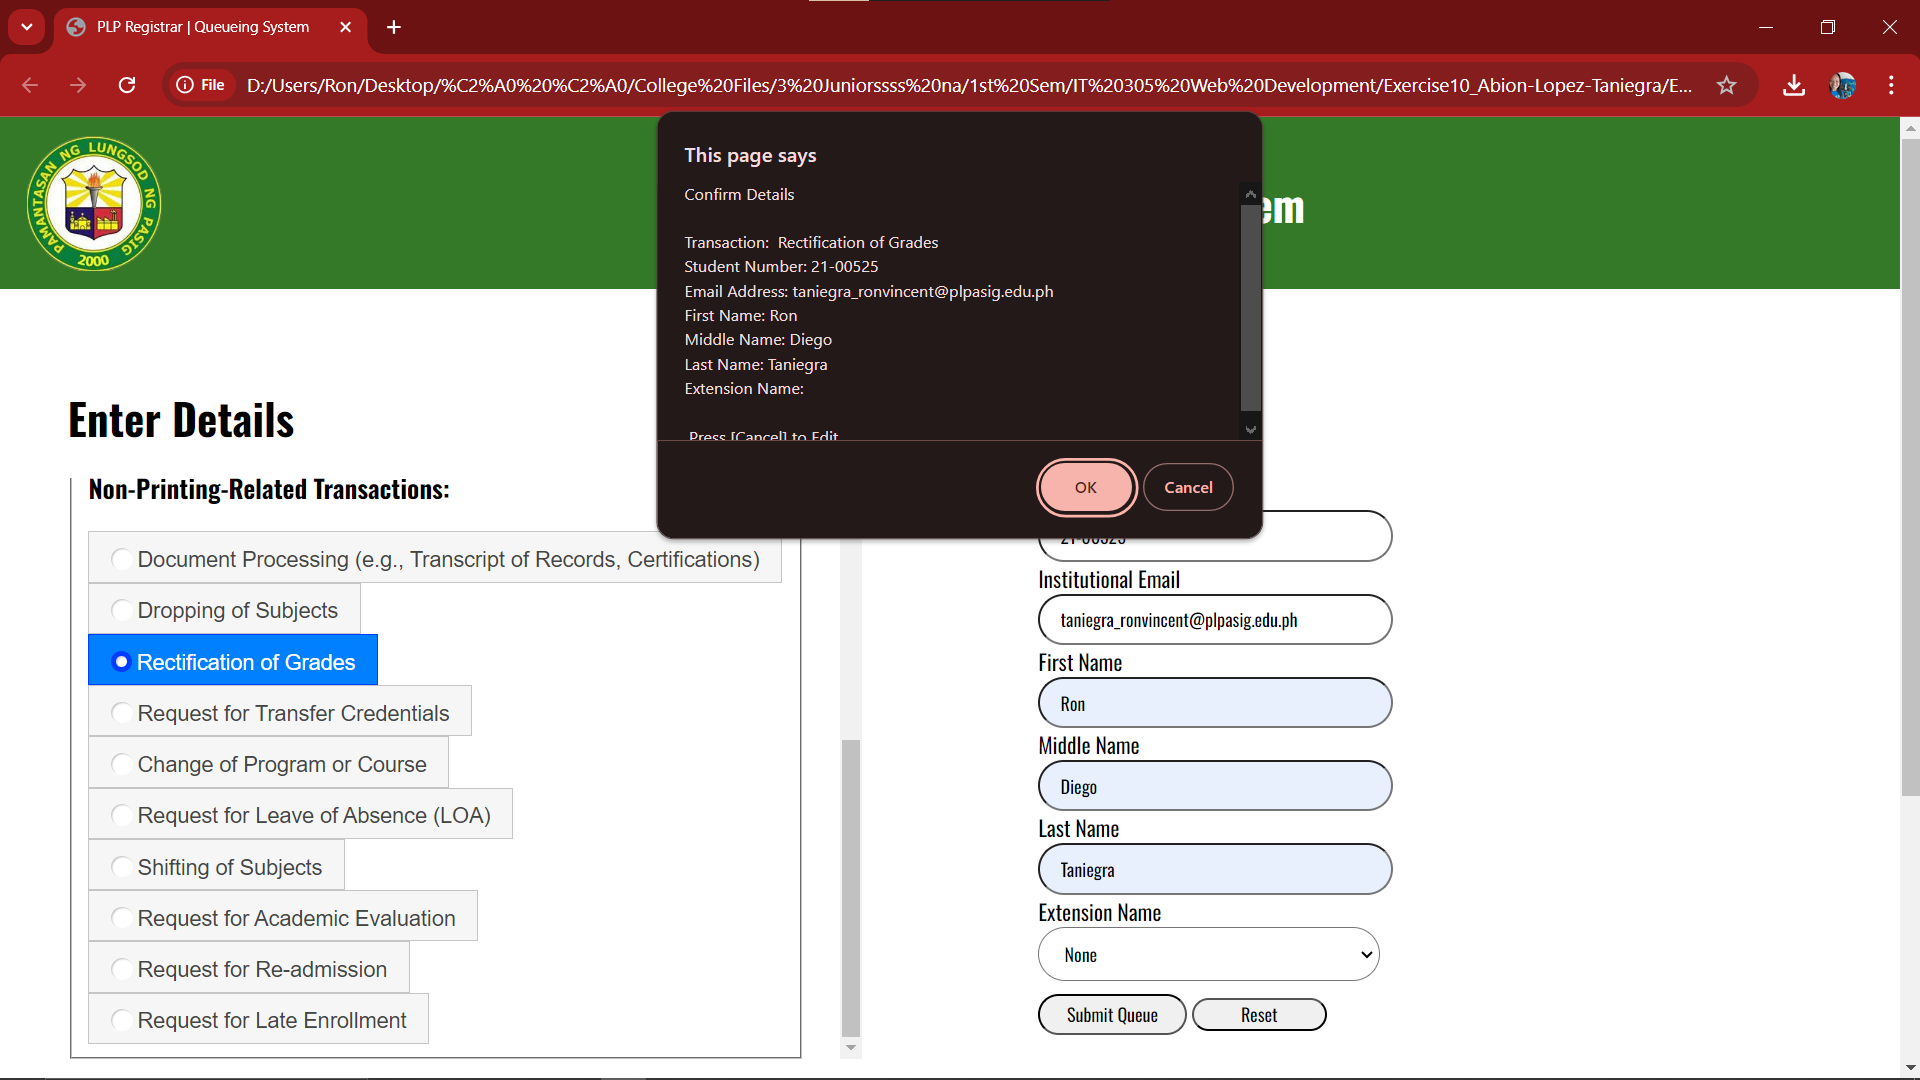 PLP Registrar | Queueing System
File
D:/Users/Ron/Desktop/%C2%A0%20%C2%A0/College%20Files/3%20Juniorssss%20na/1st%20Sem/IT%20305%20Web%20Development/Exercise10_Abion-Lopez-Taniegra/E...
PAMANTASAN NG LUNGSOD NG PASIG
2000
em
This page says
Confirm Details
Transaction:  Rectification of Grades
Student Number: 21-00525
Email Address: taniegra_ronvincent@plpasig.edu.ph
First Name: Ron
Middle Name: Diego
Last Name: Taniegra
Extension Name:
Press [Cancel] to Edit
OK
Cancel
Enter Details
Non-Printing-Related Transactions:
Document Processing (e.g., Transcript of Records, Certifications)
Dropping of Subjects
Rectification of Grades
Request for Transfer Credentials
Change of Program or Course
Request for Leave of Absence (LOA)
Shifting of Subjects
Request for Academic Evaluation
Request for Re-admission
Request for Late Enrollment
21-00525
Institutional Email
taniegra_ronvincent@plpasig.edu.ph
First Name
Ron
Middle Name
Diego
Last Name
Taniegra
Extension Name
None
Submit Queue
Reset